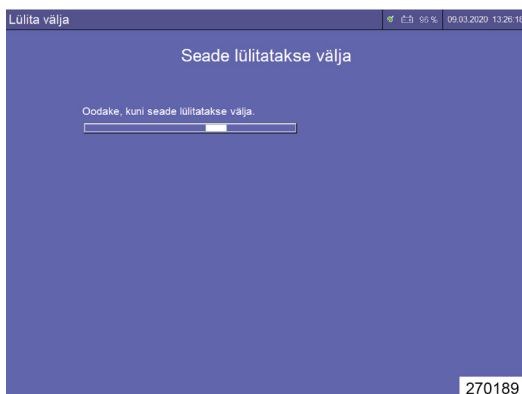 Lülita välja 96 % 09.03.2020 13:26:18
Seade lülitatakse välja
Oodake, kuni seade lülitatakse välja.
270189